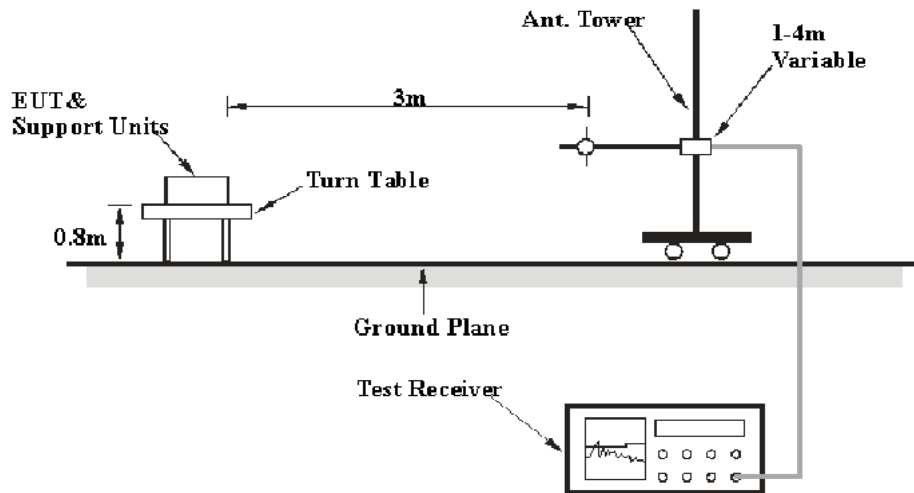 Ant. Tower
1-4m
Variable
EUT&
Support Units
3m
Turn Table
0.8m
Ground Plane
Test Receiver